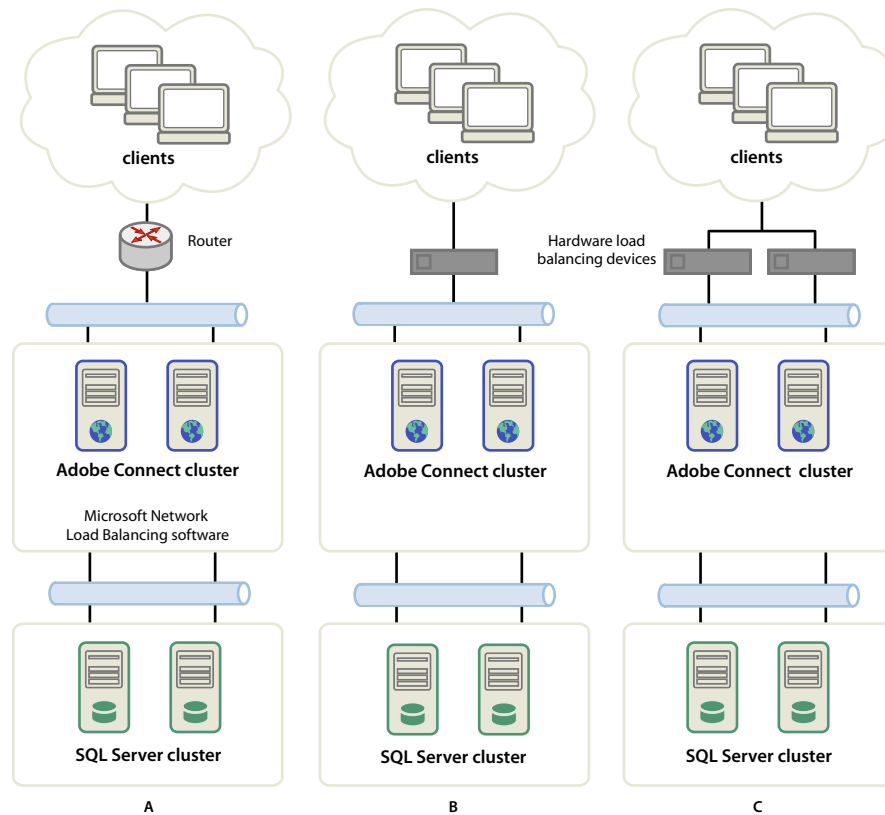 clients
clients
clients
Router
Hardware load
balancing devices
Adobe Connect cluster
Adobe Connect cluster
Adobe Connect cluster
Microsoft Network
Load Balancing software
SQL Server cluster
SQL Server cluster
SQL Server cluster
A
B
C